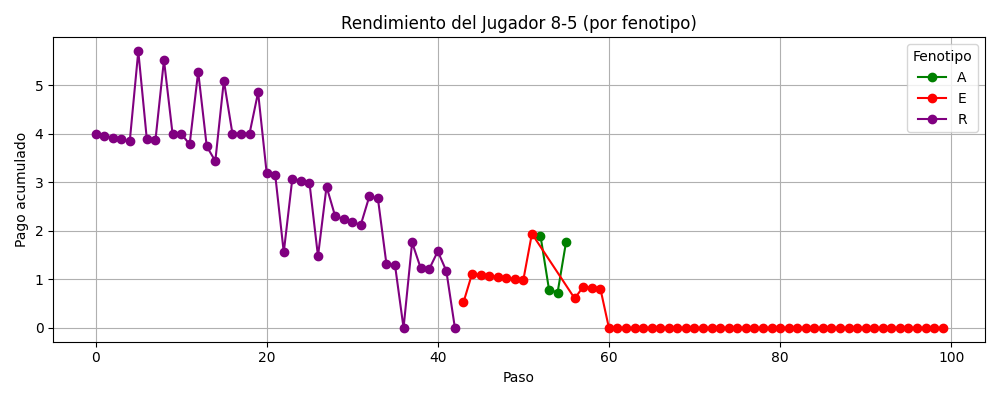 Rendimiento del Jugador 8-5 (por fenotipo)
Pago acumulado
5
4
3
2
1
0
Fenotipo
A
E
R
0 20 40 60 80 100
Paso